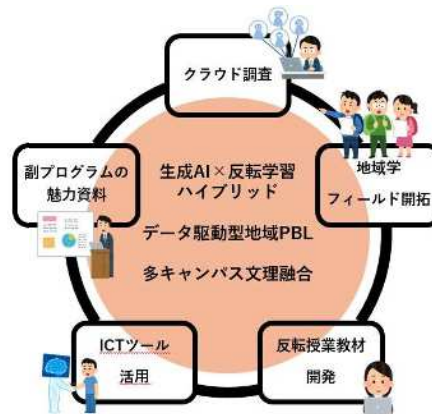 クラウド調査
地域学
フィールド開拓
副プログラムの
魅力資料
生成AI×反転学習
ハイブリッド
データ駆動型地域PBL
多キャンパス文理融合
ICTツール
活用
反転授業教材
開発